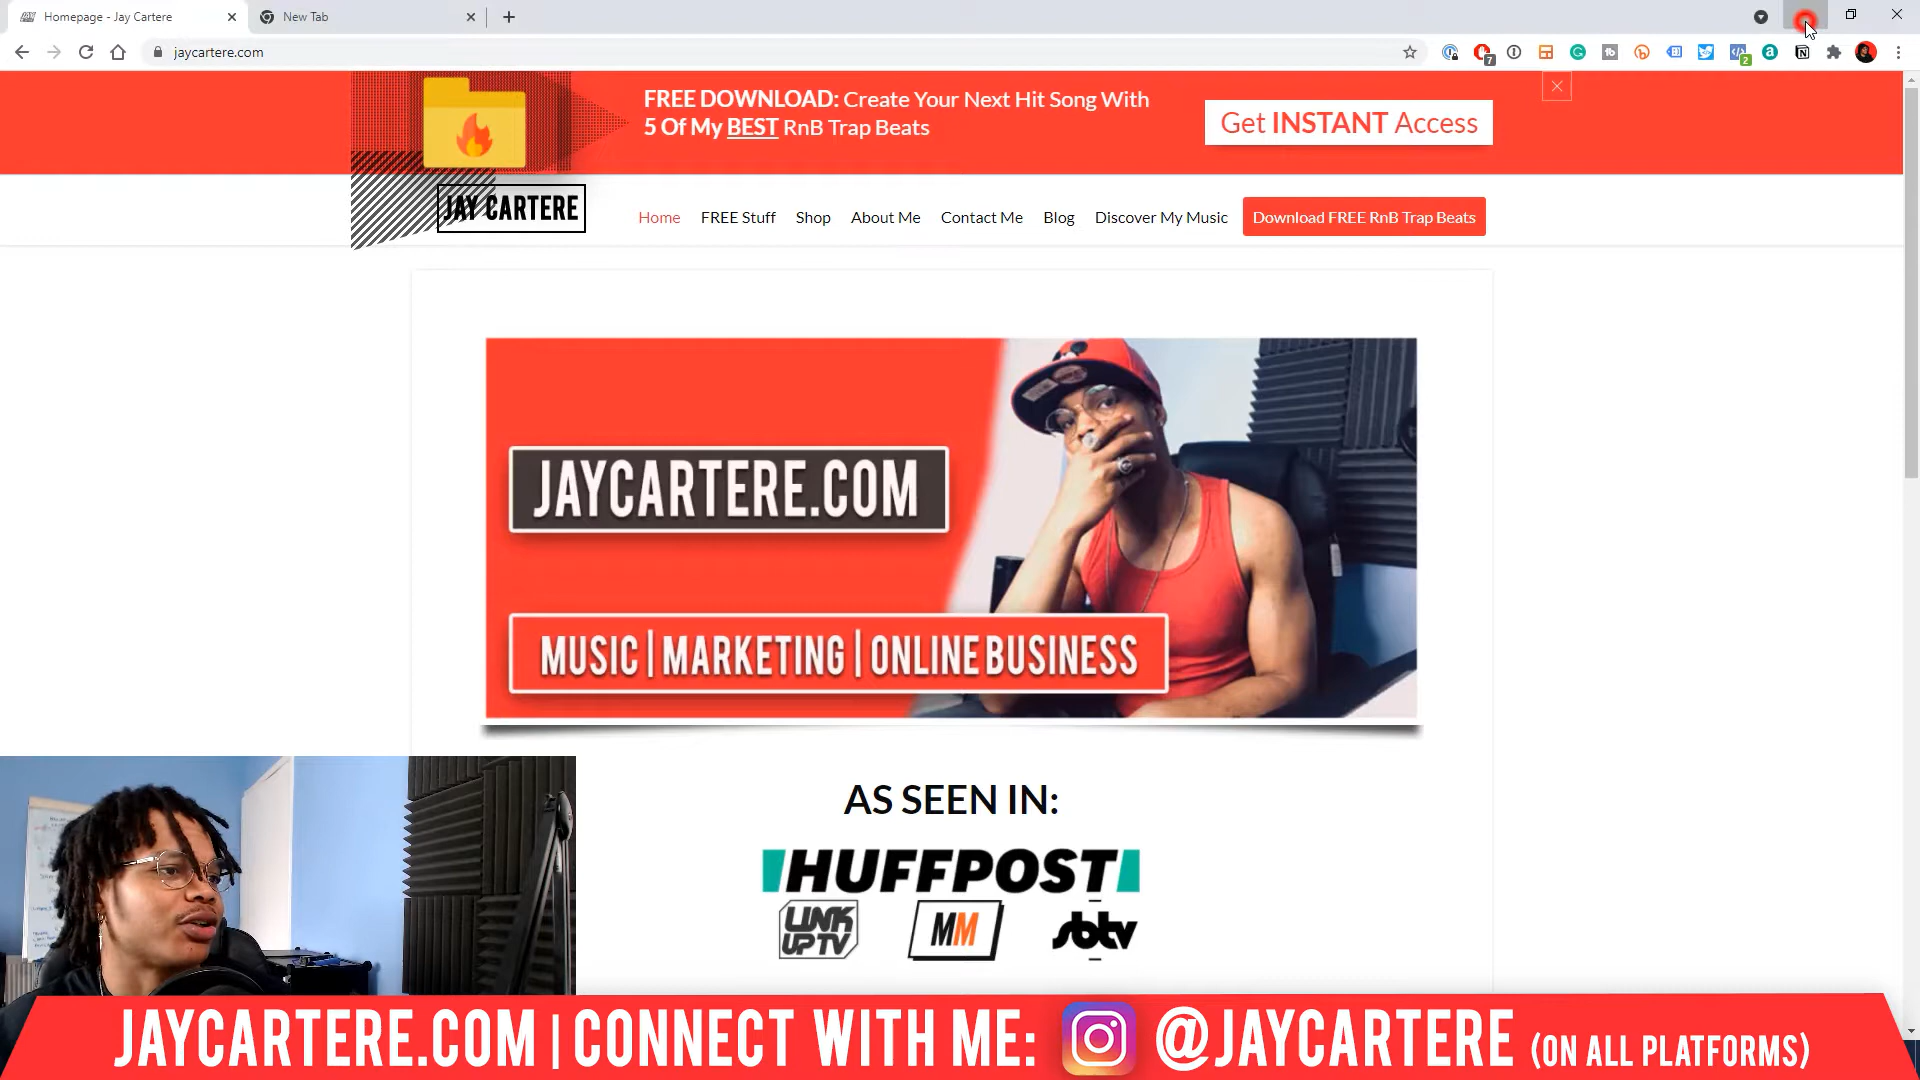 Homepage - Jay Cartere
New Tab
jaycartere.com
7
2
FREE DOWNLOAD: Create Your Next Hit Song With
5 Of My BEST RnB Trap Beats
Get INSTANT Access
JAY CARTERE
Home
FREE Stuff
Shop
About Me
Contact Me
Blog
Discover My Music
Download FREE RnB Trap Beats
JAYCARTERE.COM
MUSIC | MARKETING | ONLINE BUSINESS
AS SEEN IN:
HUFFPOST
LINK
UP TV
MM
sbtv
JAYCARTERE.COM | CONNECT WITH ME: @JAYCARTERE (ON ALL PLATFORMS)